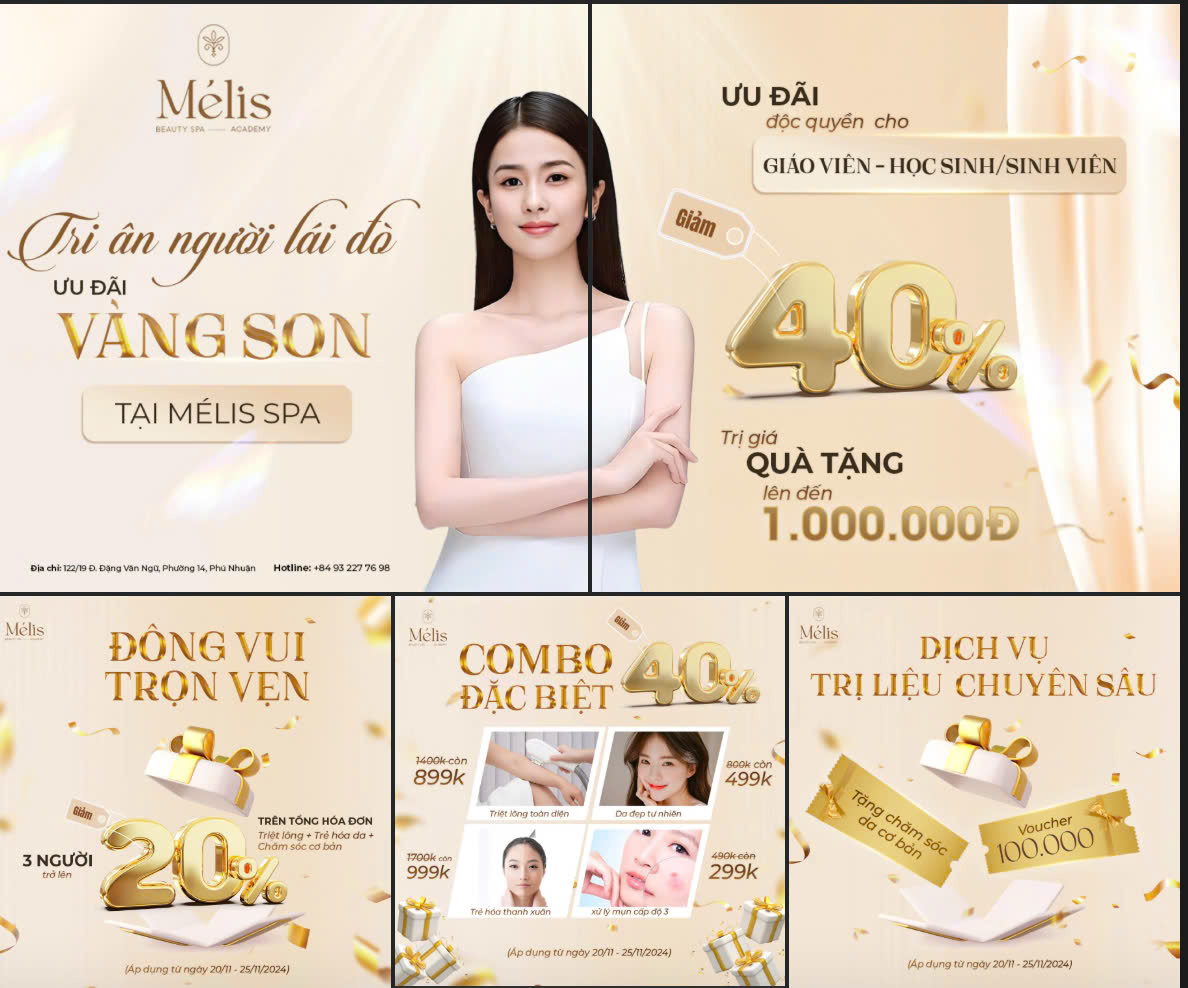 Mélis
BEAUTY SPA ACADEMY
Tri ân người lái đò
ƯU ĐÃI
VÀNG SON
TẠI MÉLIS SPA
Địa chỉ: 122/19 Đ. Đặng Văn Ngữ, Phường 14, Phú Nhuận Hotline: +84 93 227 76 98
ƯU ĐÃI
độc quyền cho
GIÁO VIÊN - HỌC SINH/SINH VIÊN
Giảm
40%
Trị giá
QUÀ TẶNG
lên đến
1.000.000Đ
Mélis
ĐÔNG VUI
TRỌN VẸN
Giảm
20%
3 NGƯỜI
trở lên
TRÊN TỔNG HÓA ĐƠN
Triệt lông + Trẻ hóa da +
Chăm sóc cơ bản
(Áp dụng từ ngày 20/11 - 25/11/2024)
Mélis
COMBO
ĐẶC BIỆT
Giảm
40%
1400k còn
899k
Triệt lông toàn diện
Da đẹp tự nhiên
800k còn
499k
1700k còn
999k
Trẻ hóa thanh xuân
xử lý mụn cấp độ 3
490k còn
299k
(Áp dụng từ ngày 20/11 - 25/11/2024)
Mélis
DỊCH VỤ
TRỊ LIỆU CHUYÊN SÂU
Tặng chăm sóc
da cơ bản
Voucher
100.000
(Áp dụng từ ngày 20/11 - 25/11/2024)